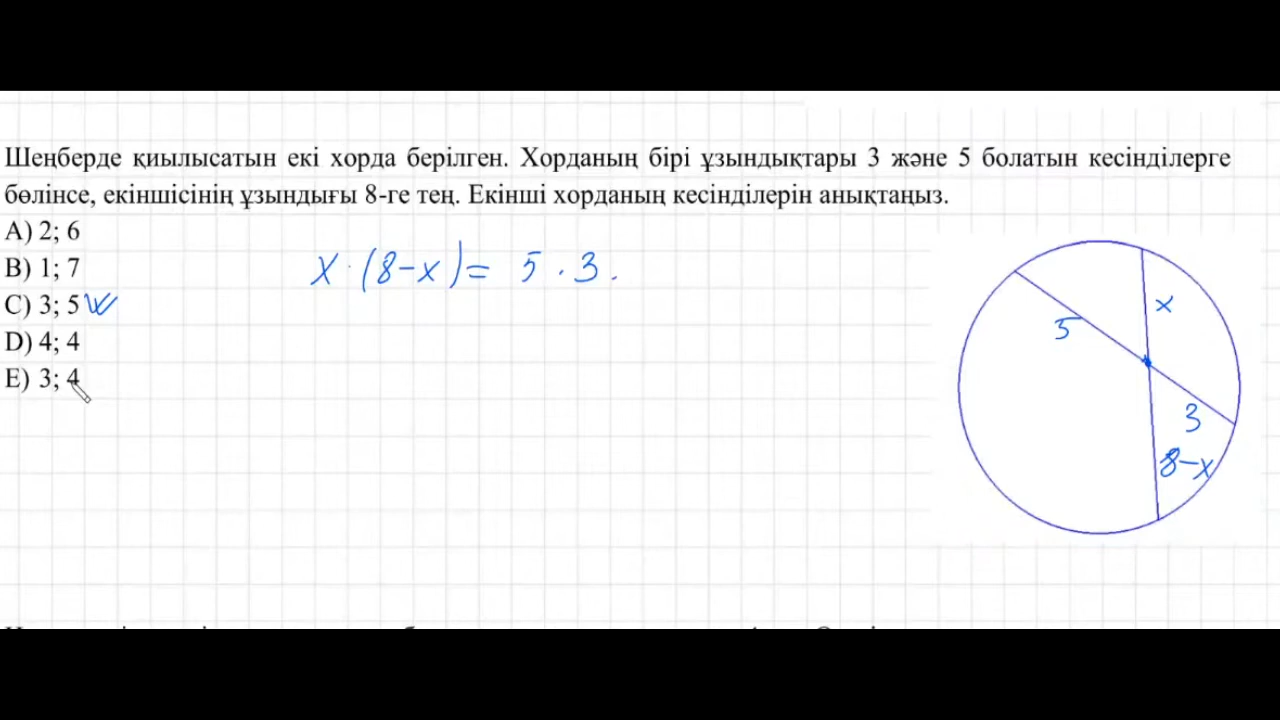 Шеңберде қиылысатын екі хорда берілген. Хорданың бірі ұзындықтары 3 және 5 болатын кесінділерге
бөлінсе, екіншісінің ұзындығы 8-ге тең. Екінші хорданың кесінділерін анықтаңыз.
A) 2; 6
B) 1; 7
C) 3; 5
D) 4; 4
E) 3; 4
x · (8 - x) = 5 · 3 .
x
5
3
8-x